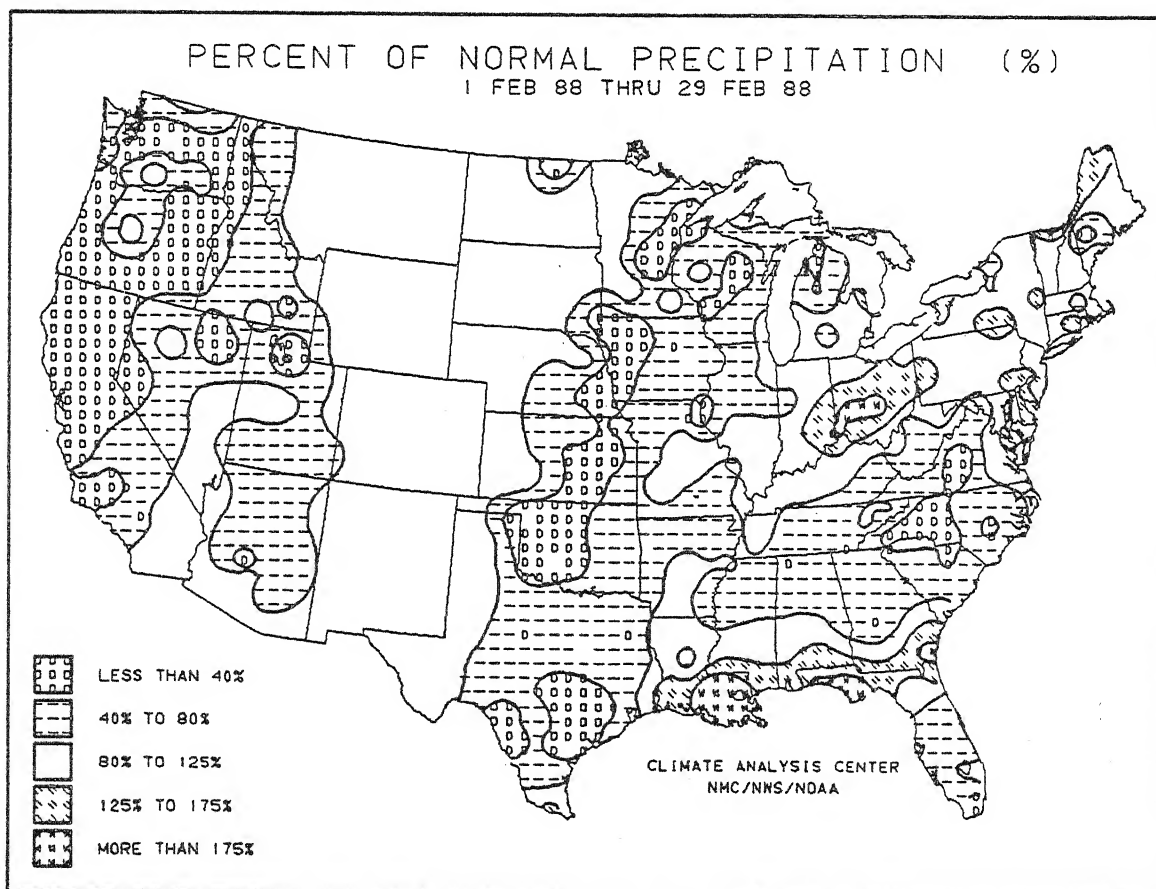 PERCENT OF NORMAL PRECIPITATION (%)
1 FEB 88 THRU 29 FEB 88
LESS THAN 40%
40% TO 80%
80% TO 125%
125% TO 175%
MORE THAN 175%
CLIMATE ANALYSIS CENTER
NMC/NWS/NOAA